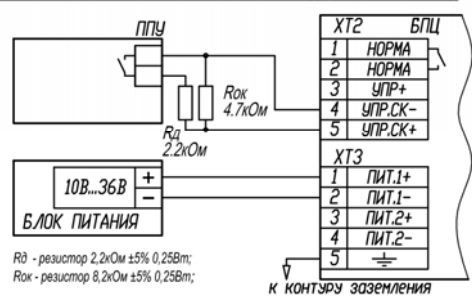 ППУ
Rок
4.7кОм
Rд
2.2кОм
10В...36В
+
−
БЛОК ПИТАНИЯ
Rд - резистор 2,2кОм ±5% 0,25Вт;
Rок - резистор 8,2кОм ±5% 0,25Вт;
XT2 БПЦ
1 НОРМА
2 НОРМА
3 УПР+
4 УПР.СК-
5 УПР.СК+
XT3
1 ПИТ.1+
2 ПИТ.1-
3 ПИТ.2+
4 ПИТ.2-
5
К КОНТУРУ ЗАЗЕМЛЕНИЯ